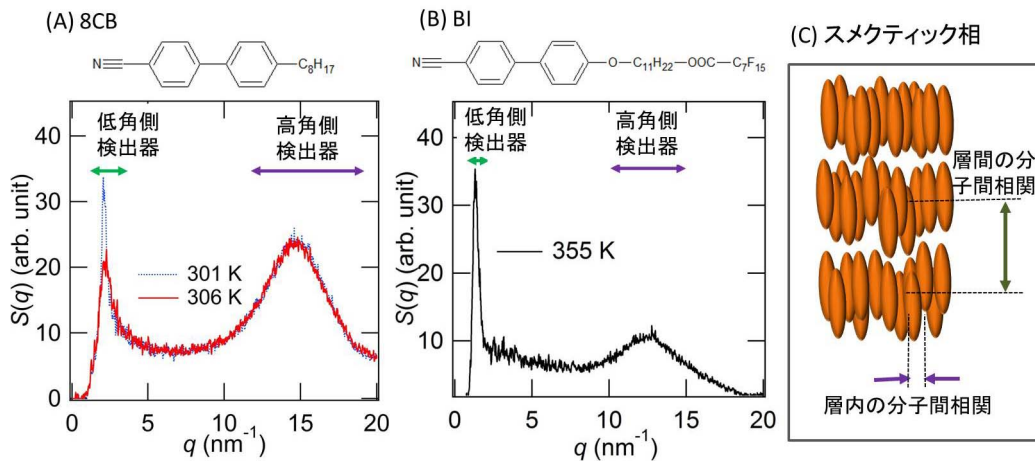 (A) 8CB
N
C₈H₁₇
低角側
検出器
高角側
検出器
S(q) (arb. unit)
40
30
20
10
0
301 K
306 K
0
5
10
15
20
q (nm⁻¹)
(B) BI
N
O
C₁₁H₂₂
OOC
C₇F₁₅
低角側
検出器
高角側
検出器
S(q) (arb. unit)
40
30
20
10
355 K
0
5
10
15
20
q (nm⁻¹)
(C) スメクティック相
層間の分
子間相関
層内の分子間相関